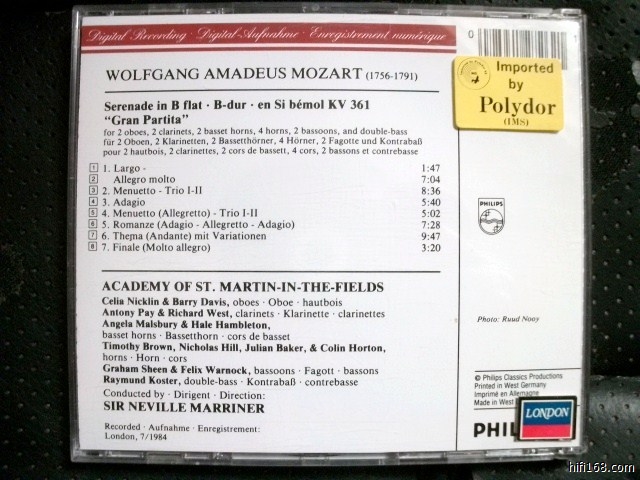 Digital Recording · Digital-Aufnahme · Enregistrement numérique
0
WOLFGANG AMADEUS MOZART (1756-1791)
Imported
by
Polydor
(IMS)
Serenade in B flat · B-dur · en Si bémol KV 361
“Gran Partita”
for 2 oboes, 2 clarinets, 2 basset horns, 4 horns, 2 bassoons, and double-bass
für 2 Oboen, 2 Klarinetten, 2 Bassetthörner, 4 Hörner, 2 Fagotte und Kontrabaß
pour 2 hautbois, 2 clarinettes, 2 cors de bassett, 4 cors, 2 bassons et contrebasse
1 1. Largo - 1:47
2 Allegro molto 7:04
3 2. Menuetto - Trio I-II 8:36
4 3. Adagio 5:40
5 4. Menuetto (Allegretto) - Trio I-II 5:02
6 5. Romanze (Adagio - Allegretto - Adagio) 7:28
7 6. Thema (Andante) mit Variationen 9:47
8 7. Finale (Molto allegro) 3:20
PHILIPS
ACADEMY OF ST. MARTIN-IN-THE-FIELDS
Celia Nicklin & Barry Davis, oboes · Oboe · hautbois
Antony Pay & Richard West, clarinets · Klarinette · clarinettes
Angela Malsbury & Hale Hambleton,
basset horns · Bassetthorn · cors de basset
Timothy Brown, Nicholas Hill, Julian Baker, & Colin Horton,
horns · Horn · cors
Graham Sheen & Felix Warnock, bassoons · Fagott · bassons
Raymund Koster, double-bass · Kontrabaß · contrebasse
Conducted by · Dirigent · Direction:
SIR NEVILLE MARRINER
Recorded · Aufnahme · Enregistrement:
London, 7/1984
Photo: Ruud Nooy
© Philips Classics Productions
Printed in West Germany
Imprimé en Allemagne
Made in West
PHIL
LONDON
hifi168.com